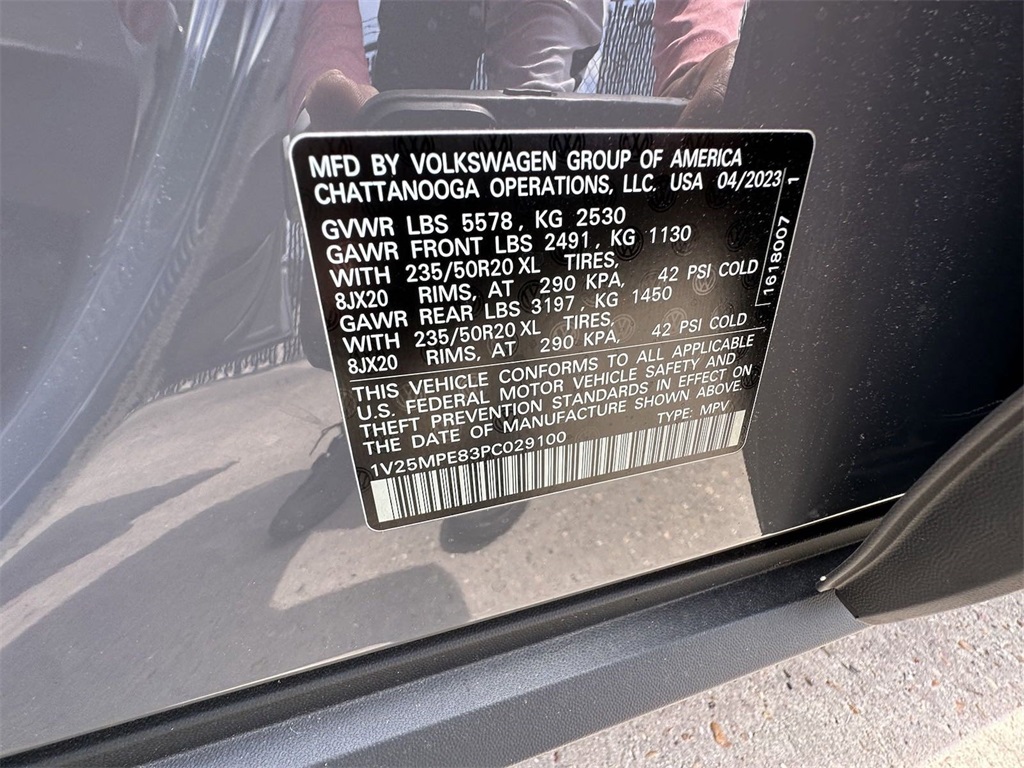 MFD BY VOLKSWAGEN GROUP OF AMERICA
CHATTANOOGA OPERATIONS, LLC. USA 04/2023
GVWR LBS 5578, KG 2530
GAWR FRONT LBS 2491, KG 1130
WITH 235/50R20 XL TIRES,
8JX20 RIMS, AT 290 KPA, 42 PSI COLD
GAWR REAR LBS 3197, KG 1450
WITH 235/50R20 XL TIRES,
8JX20 RIMS, AT 290 KPA, 42 PSI COLD
1618007 1
THIS VEHICLE CONFORMS TO ALL APPLICABLE
U.S. FEDERAL MOTOR VEHICLE SAFETY AND
THEFT PREVENTION STANDARDS IN EFFECT ON
THE DATE OF MANUFACTURE SHOWN ABOVE.
1V25MPE83PC029100 TYPE: MPV